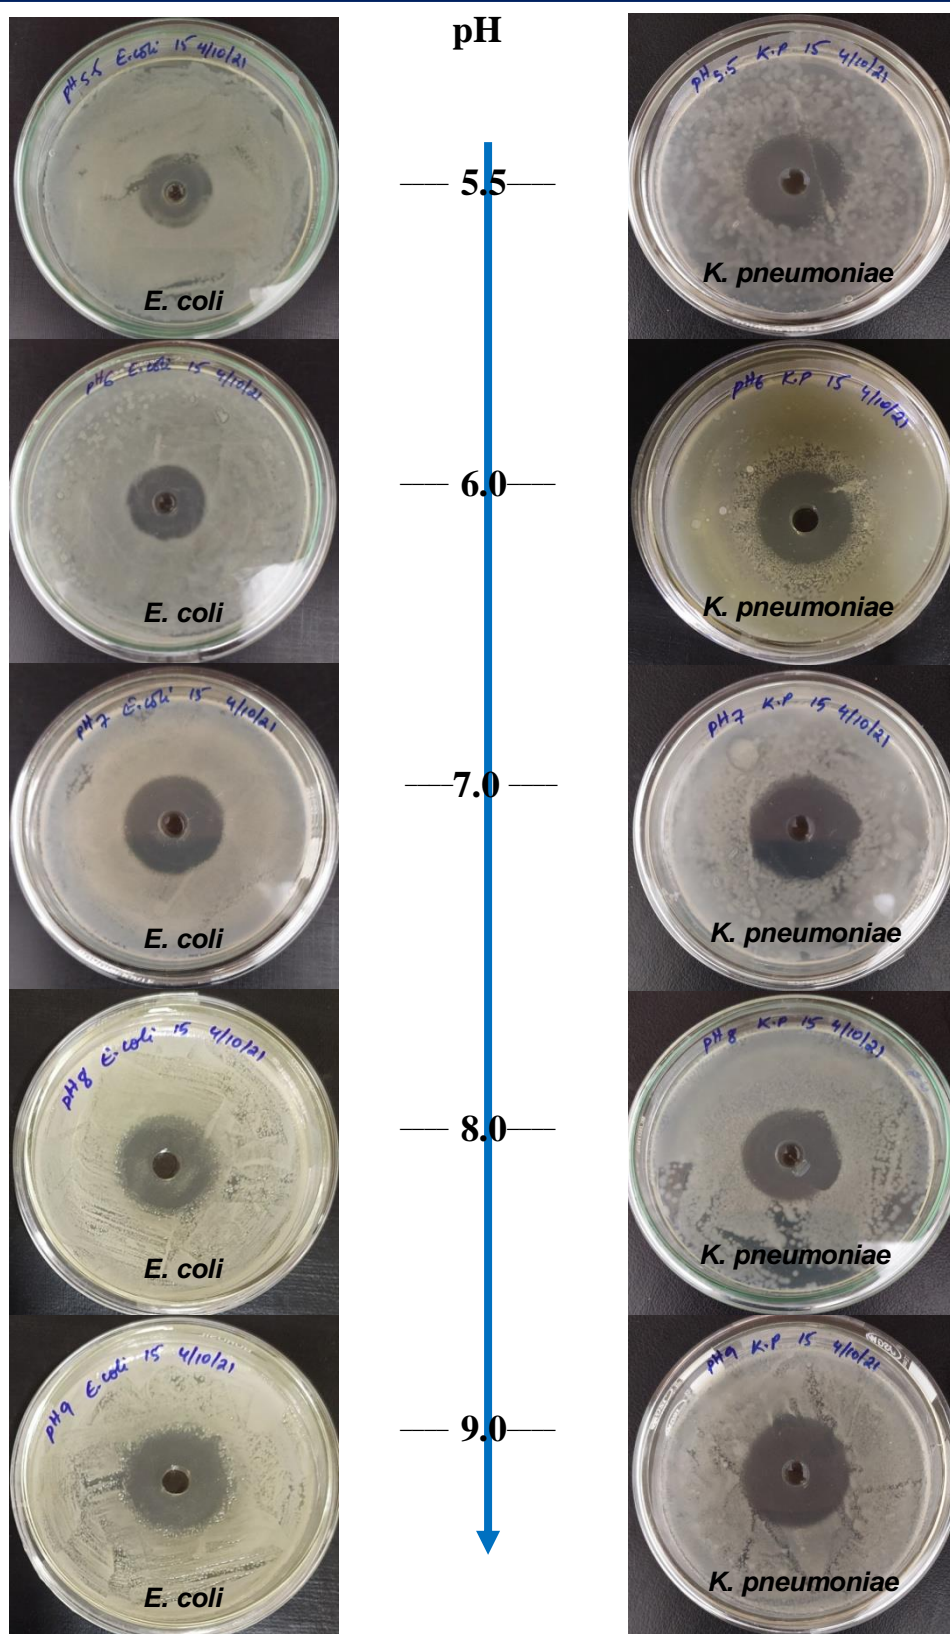 pH
pH 5.5 E.coli 15 4/10/21
E. coli
5.5
pH 5.5 K.P 15 4/10/21
K. pneumoniae
pH6 E.coli 15 4/10/21
E. coli
6.0
pH6 K.P 15 4/10/21
K. pneumoniae
pH7 E.coli 15 4/10/21
E. coli
7.0
pH7 K.P 15 4/10/21
K. pneumoniae
pH8 E.coli 15 4/10/21
E. coli
8.0
pH8 K.P 15 4/10/21
K. pneumoniae
pH9 E.coli 15 4/10/21
E. coli
9.0
pH9 K.P 15 4/10/21
K. pneumoniae